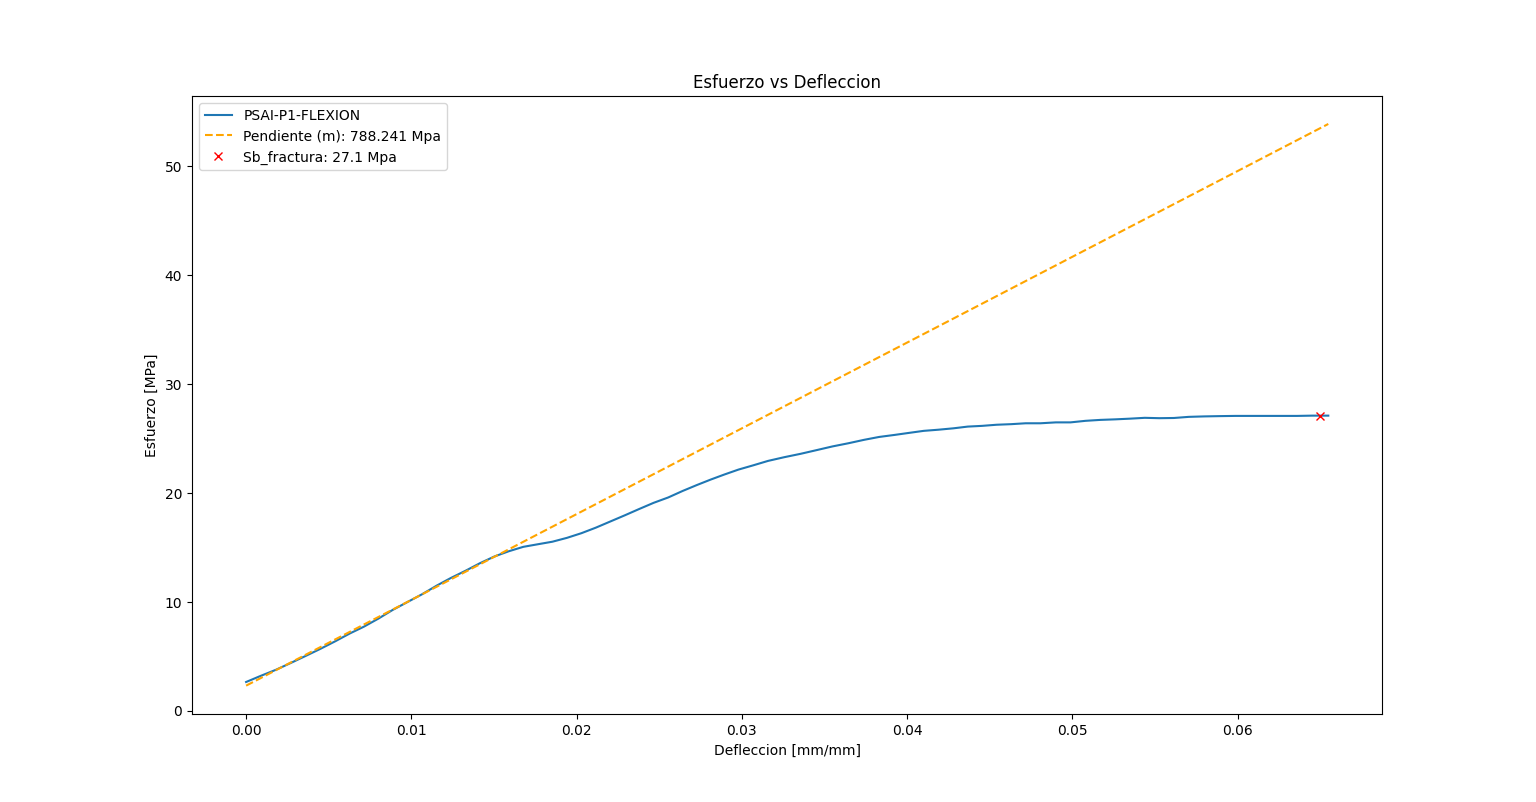 Esfuerzo vs Defleccion
PSAI-P1-FLEXION
Pendiente (m): 788.241 Mpa
Sb_fractura: 27.1 Mpa
Esfuerzo [MPa]
50
40
30
20
10
0
0.00 0.01 0.02 0.03 0.04 0.05 0.06
Defleccion [mm/mm]